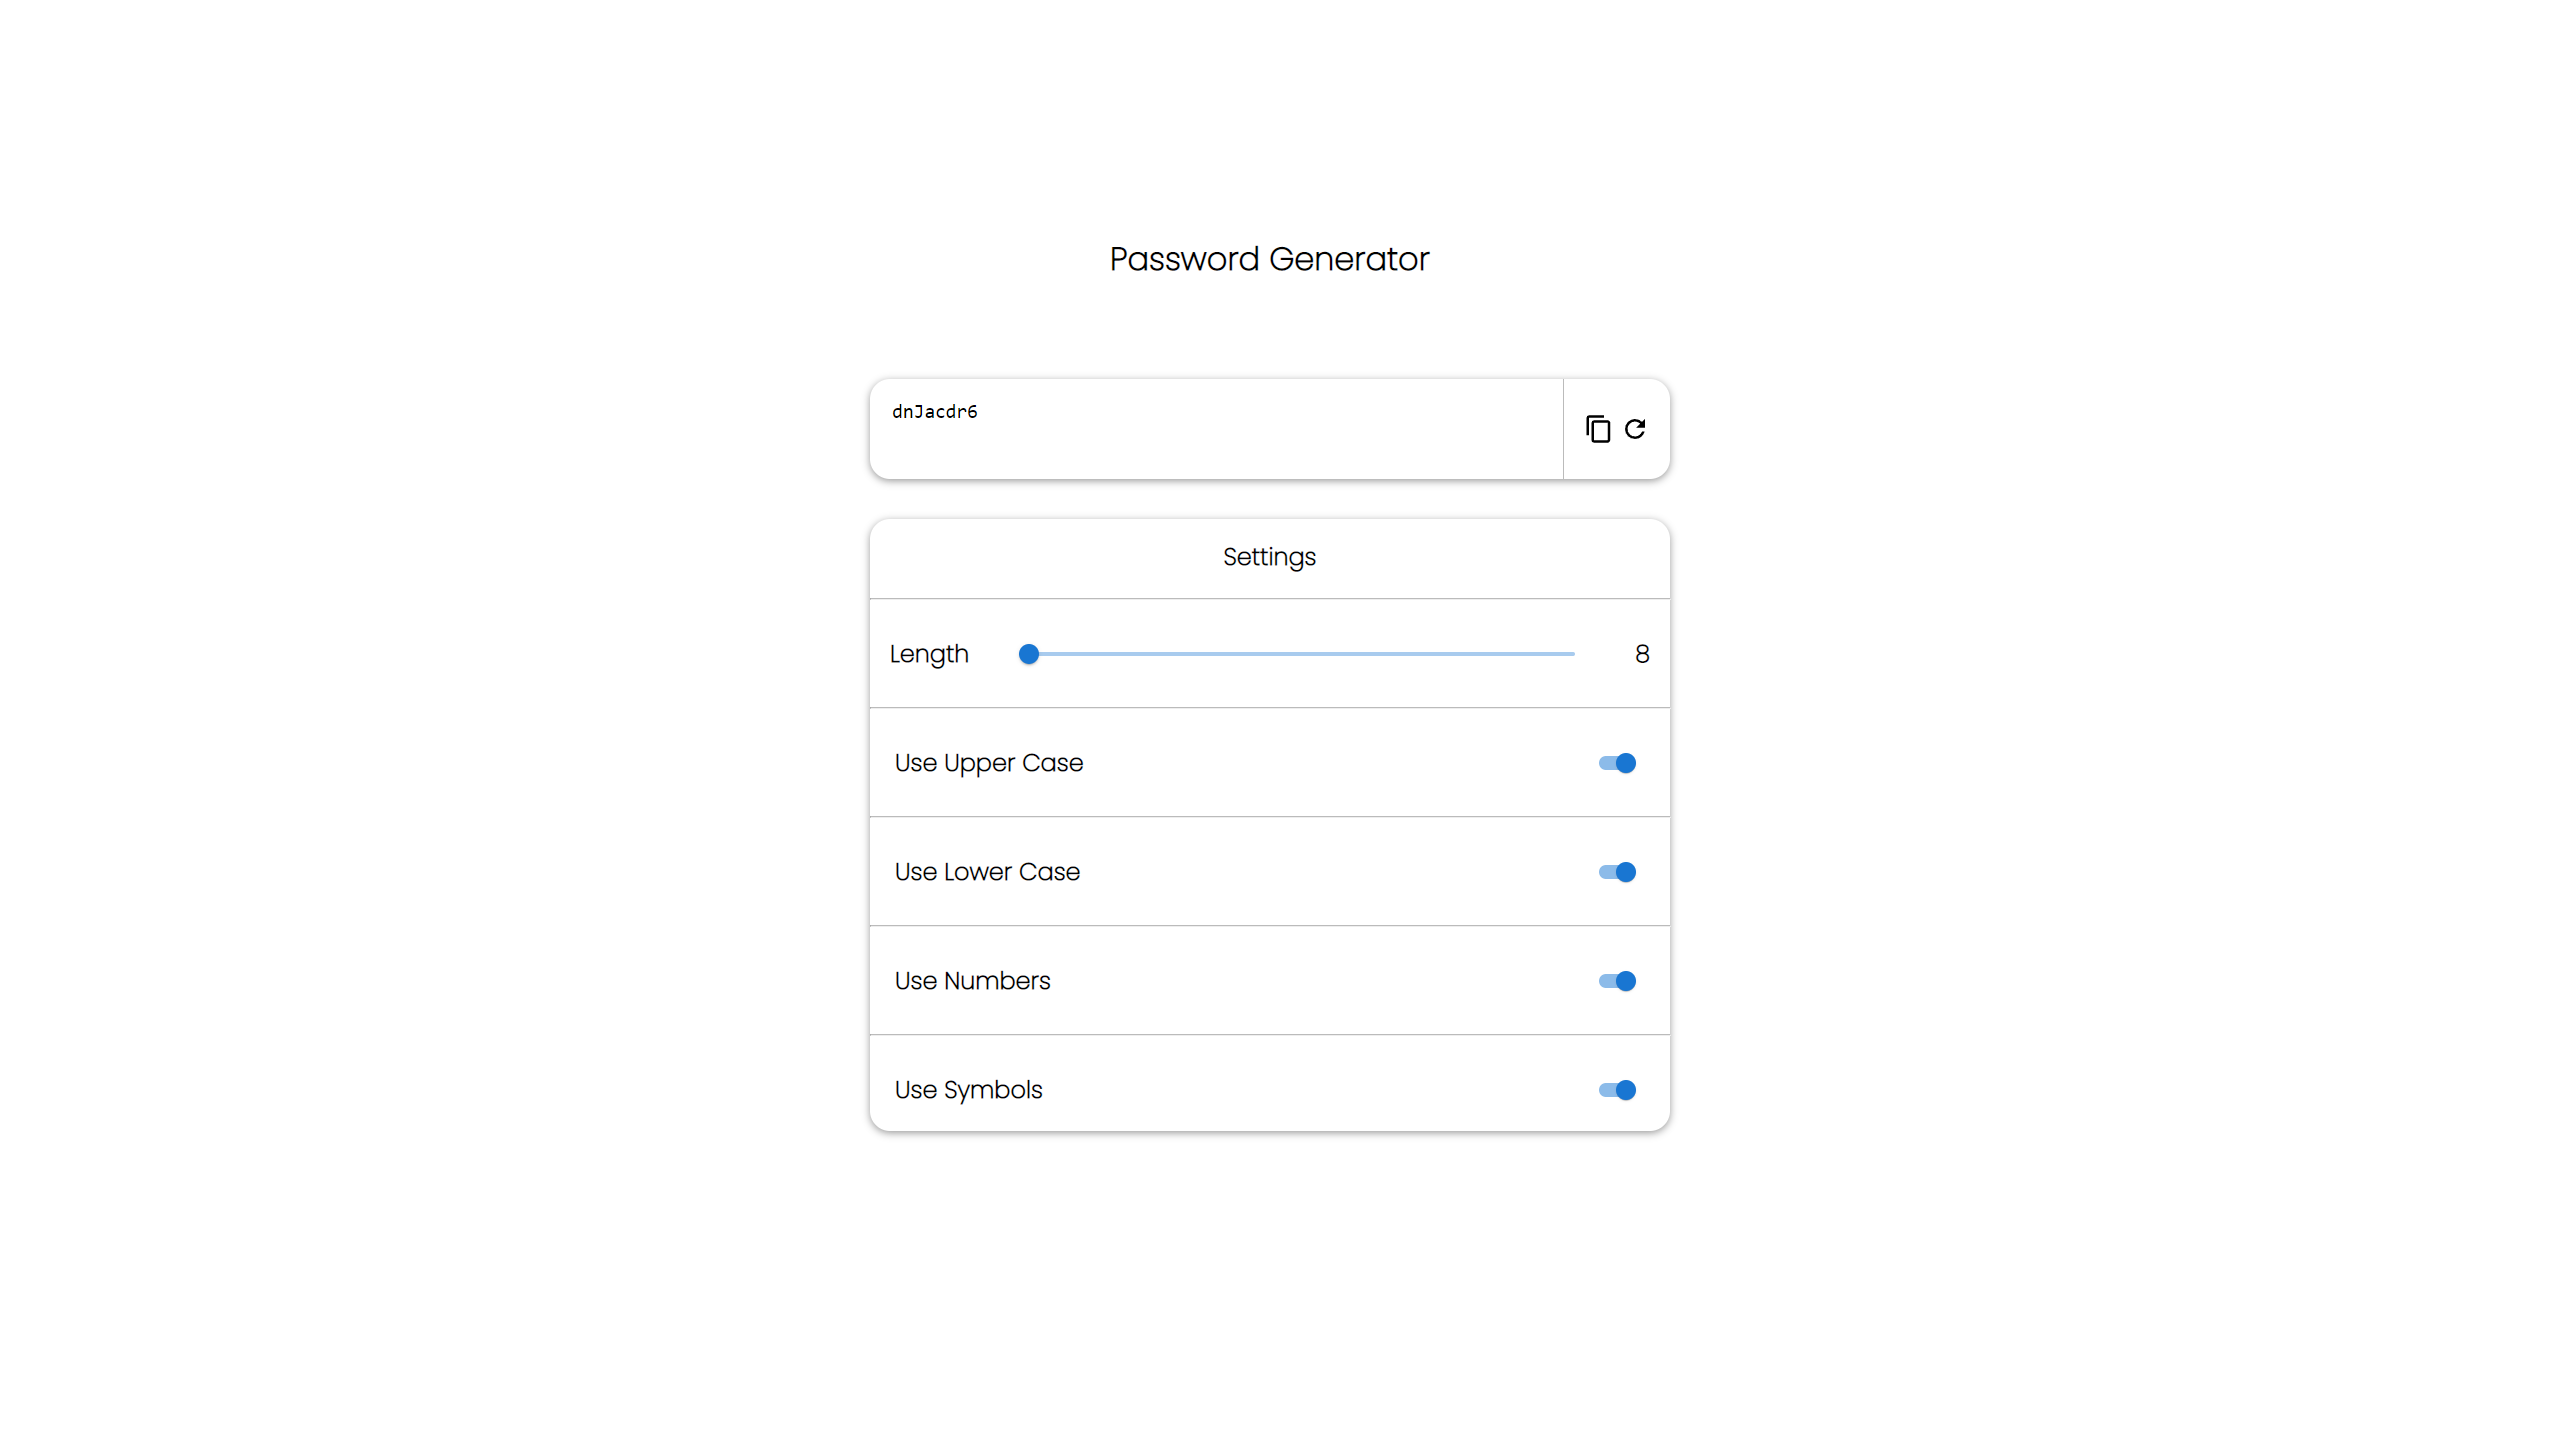 Password Generator
dnJacdr6
Settings
Length 8
Use Upper Case
Use Lower Case
Use Numbers
Use Symbols